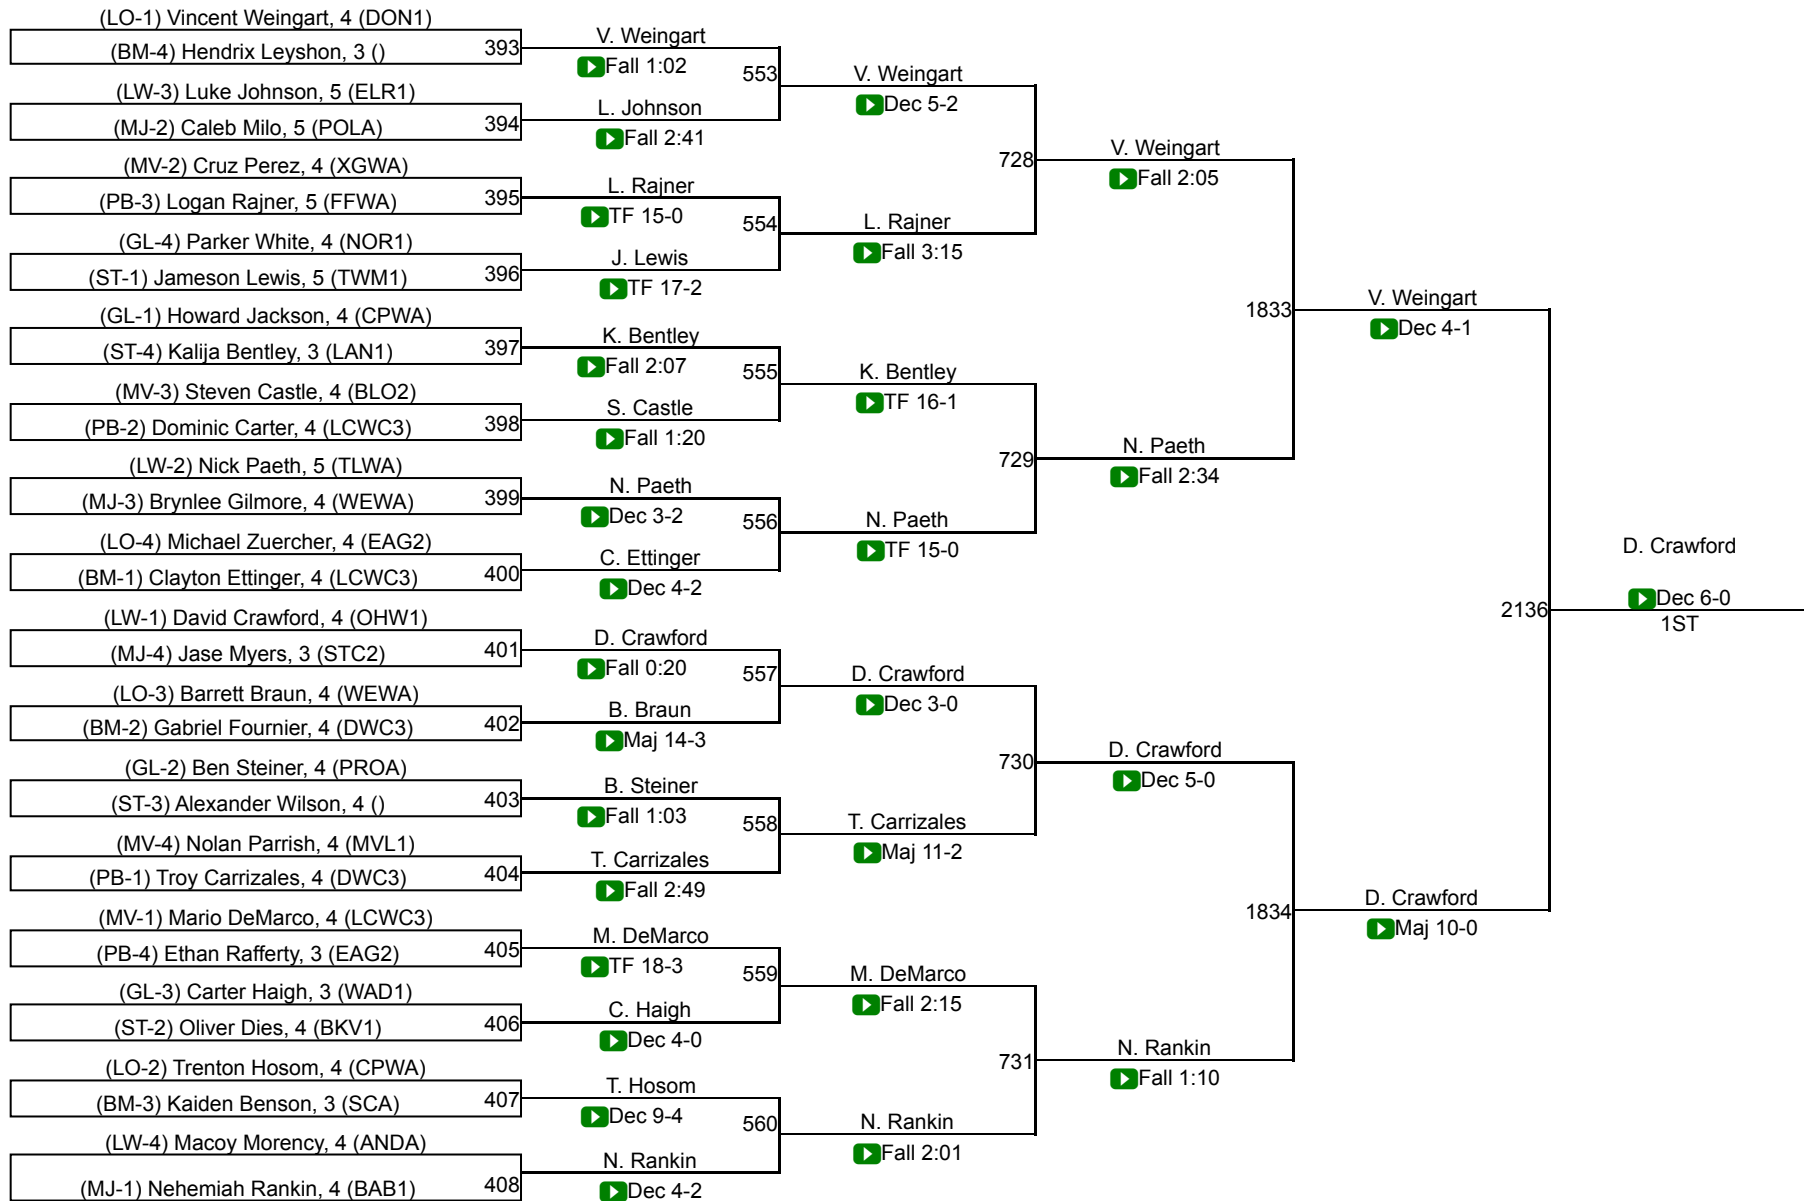 (LO-1) Vincent Weingart, 4 (DON1)
(BM-4) Hendrix Leyshon, 3 ()
393
(LW-3) Luke Johnson, 5 (ELR1)
(MJ-2) Caleb Milo, 5 (POLA)
394
(MV-2) Cruz Perez, 4 (XGWA)
(PB-3) Logan Rajner, 5 (FFWA)
395
(GL-4) Parker White, 4 (NOR1)
(ST-1) Jameson Lewis, 5 (TWM1)
396
(GL-1) Howard Jackson, 4 (CPWA)
(ST-4) Kalija Bentley, 3 (LAN1)
397
(MV-3) Steven Castle, 4 (BLO2)
(PB-2) Dominic Carter, 4 (LCWC3)
398
(LW-2) Nick Paeth, 5 (TLWA)
(MJ-3) Brynlee Gilmore, 4 (WEWA)
399
(LO-4) Michael Zuercher, 4 (EAG2)
(BM-1) Clayton Ettinger, 4 (LCWC3)
400
(LW-1) David Crawford, 4 (OHW1)
(MJ-4) Jase Myers, 3 (STC2)
401
(LO-3) Barrett Braun, 4 (WEWA)
(BM-2) Gabriel Fournier, 4 (DWC3)
402
(GL-2) Ben Steiner, 4 (PROA)
(ST-3) Alexander Wilson, 4 ()
403
(MV-4) Nolan Parrish, 4 (MVL1)
(PB-1) Troy Carrizales, 4 (DWC3)
404
(MV-1) Mario DeMarco, 4 (LCWC3)
(PB-4) Ethan Rafferty, 3 (EAG2)
405
(GL-3) Carter Haigh, 3 (WAD1)
(ST-2) Oliver Dies, 4 (BKV1)
406
(LO-2) Trenton Hosom, 4 (CPWA)
(BM-3) Kaiden Benson, 3 (SCA)
407
(LW-4) Macoy Morency, 4 (ANDA)
(MJ-1) Nehemiah Rankin, 4 (BAB1)
408
V. Weingart
Fall 1:02
553
L. Johnson
Fall 2:41
L. Rajner
TF 15-0
554
J. Lewis
TF 17-2
K. Bentley
Fall 2:07
555
S. Castle
Fall 1:20
N. Paeth
Dec 3-2
556
C. Ettinger
Dec 4-2
D. Crawford
Fall 0:20
557
B. Braun
Maj 14-3
B. Steiner
Fall 1:03
558
T. Carrizales
Fall 2:49
M. DeMarco
TF 18-3
559
C. Haigh
Dec 4-0
T. Hosom
Dec 9-4
560
N. Rankin
Dec 4-2
V. Weingart
Dec 5-2
728
L. Rajner
Fall 3:15
K. Bentley
TF 16-1
729
N. Paeth
TF 15-0
D. Crawford
Dec 3-0
730
T. Carrizales
Maj 11-2
M. DeMarco
Fall 2:15
731
N. Rankin
Fall 2:01
V. Weingart
Fall 2:05
1833
N. Paeth
Fall 2:34
D. Crawford
Dec 5-0
1834
N. Rankin
Fall 1:10
V. Weingart
Dec 4-1
2136
D. Crawford
Maj 10-0
D. Crawford
Dec 6-0
1ST